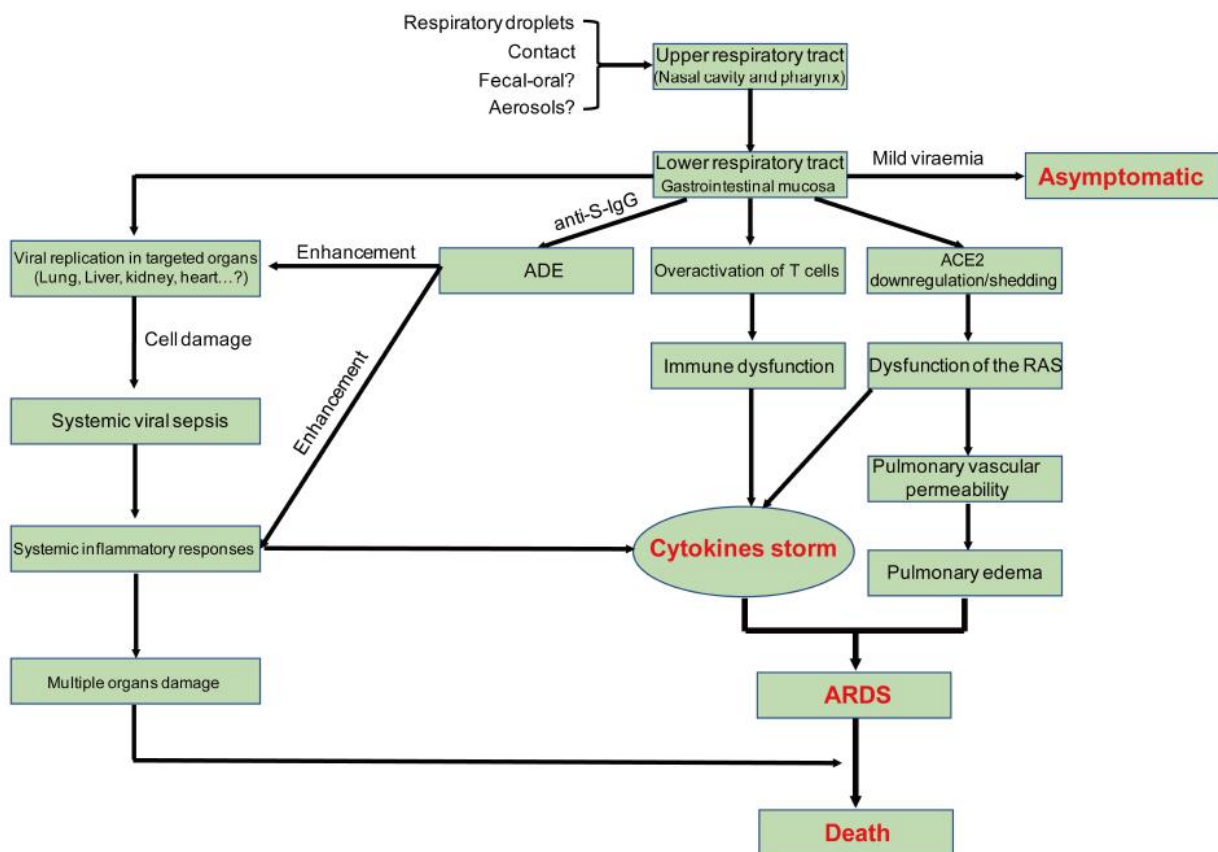 Respiratory droplets
Contact
Fecal-oral?
Aerosols?
Upper respiratory tract
(Nasal cavity and pharynx)
Lower respiratory tract
Gastrointestinal mucosa
Mild viraemia
Asymptomatic
anti-S-IgG
Viral replication in targeted organs
(Lung, Liver, kidney, heart...?)
Enhancement
ADE
Overactivation of T cells
ACE2
downregulation/shedding
Cell damage
Enhancement
Immune dysfunction
Dysfunction of the RAS
Systemic viral sepsis
Pulmonary vascular
permeability
Systemic inflammatory responses
Cytokines storm
Pulmonary edema
Multiple organs damage
ARDS
Death